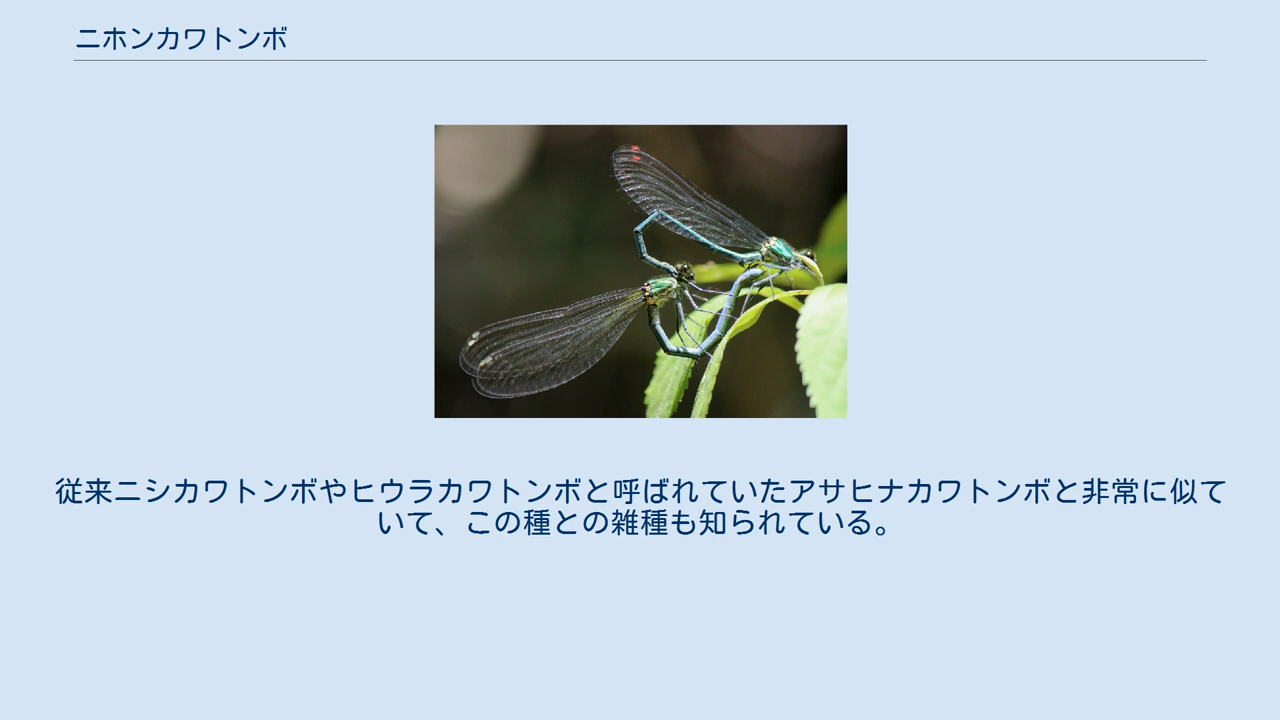 ニホンカワトンボ
従来ニシカワトンボやヒウラカワトンボと呼ばれていたアサヒナカワトンボと非常に似て
いて、この種との雑種も知られている。